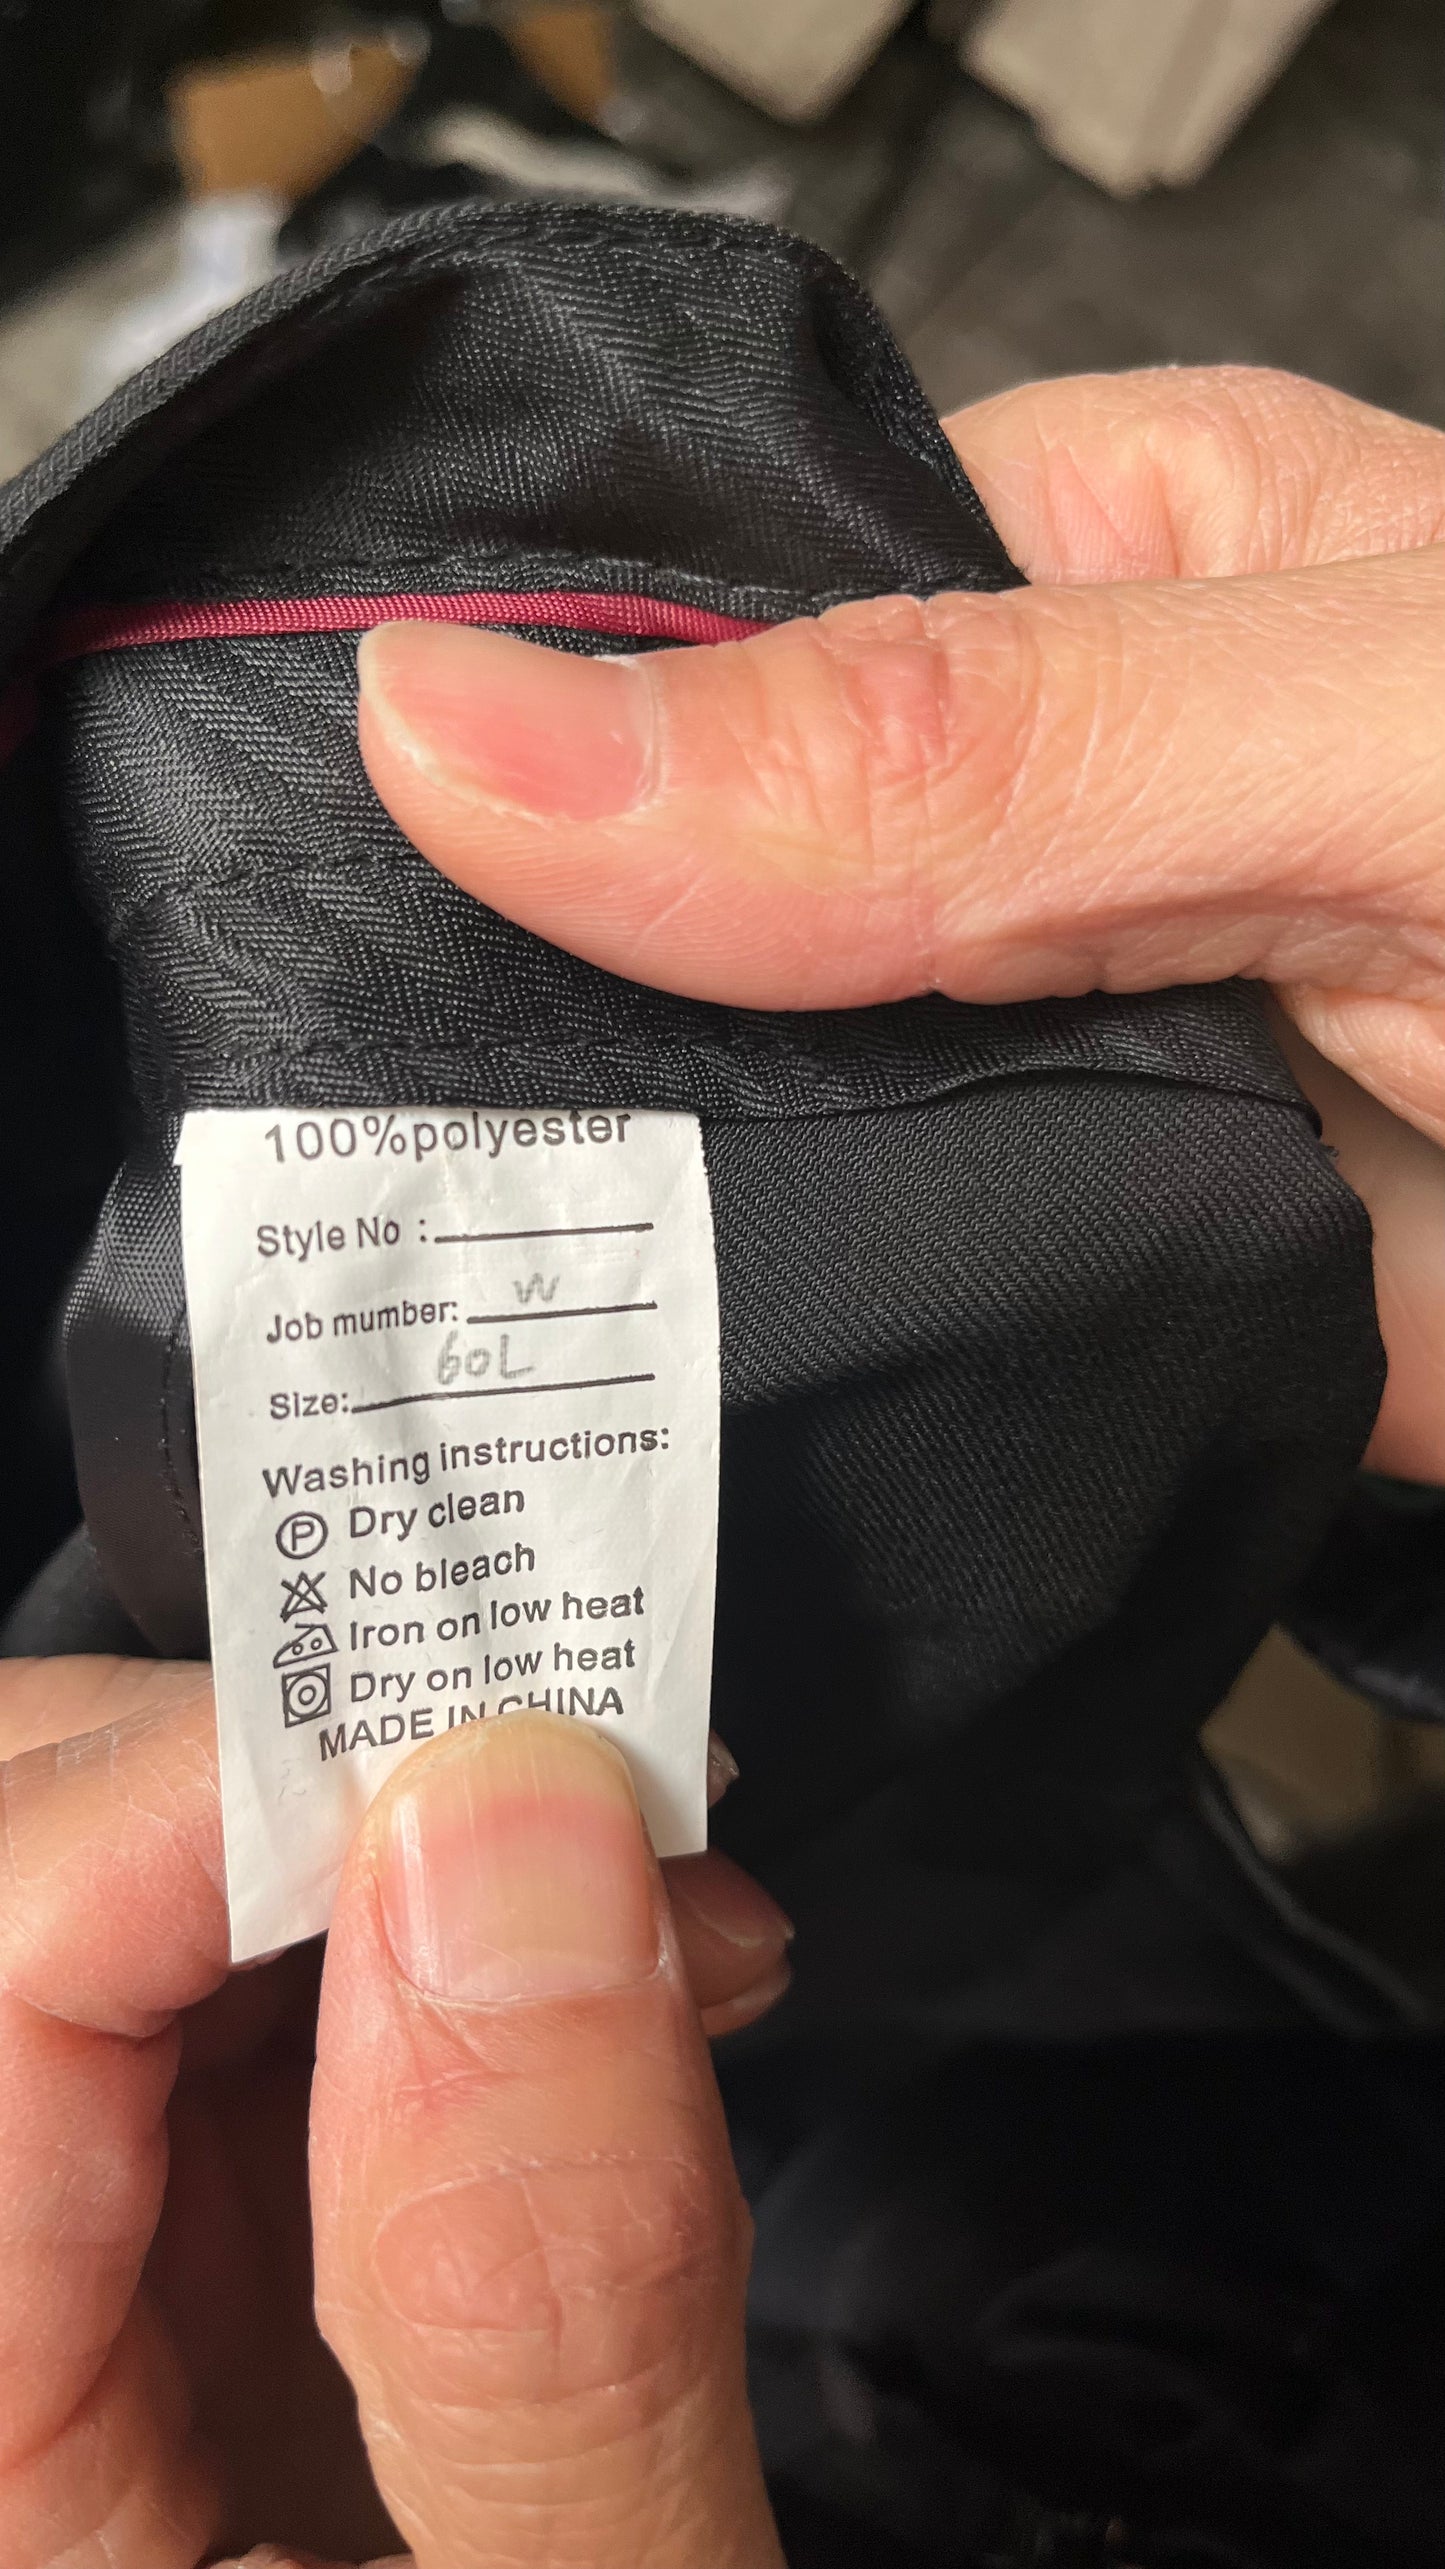 100%polyester
Style No :
Job mumber: W
Size: 60L
Washing instructions:
P Dry clean
No bleach
Iron on low heat
Dry on low heat
MADE IN CHINA